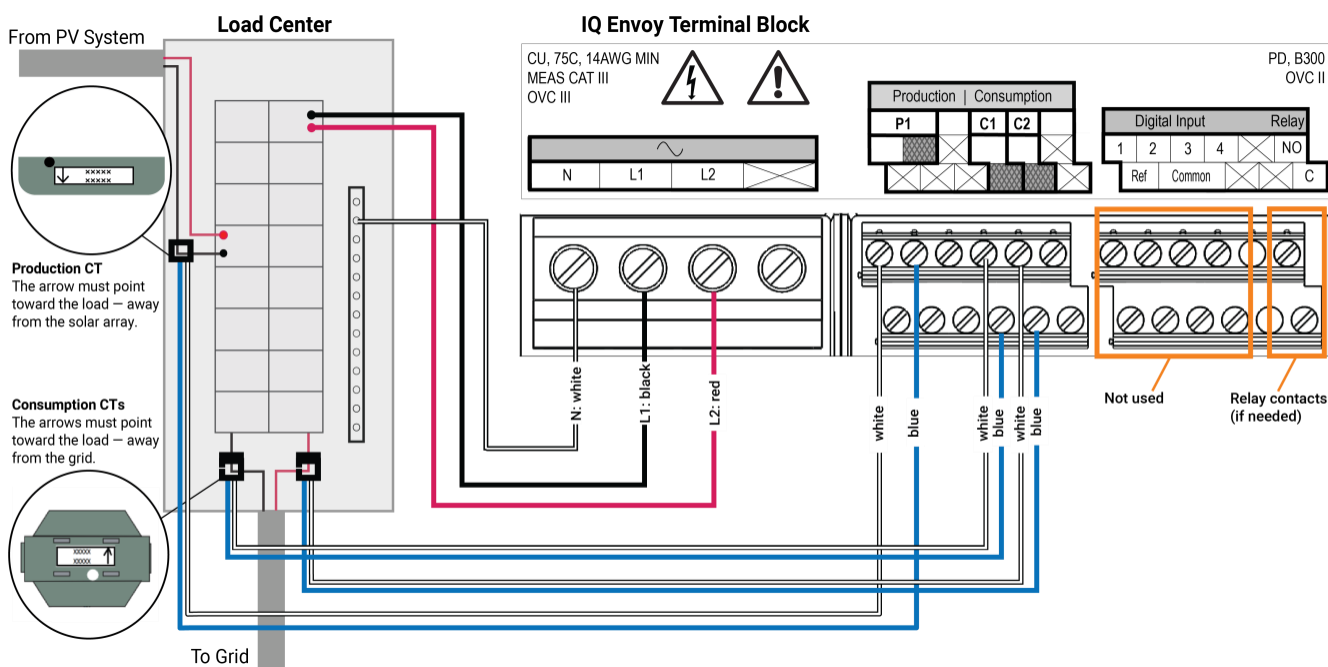 Load Center
IQ Envoy Terminal Block
From PV System
CU, 75C, 14AWG MIN
MEAS CAT III
OVC III
PD, B300
OVC II
Production | Consumption
P1
C1
C2
Digital Input
Relay
1
2
3
4
NO
Ref
Common
C
N
L1
L2
xxxxx
xxxxx
Production CT
The arrow must point
toward the load — away
from the solar array.
Consumption CTs
The arrows must point
toward the load — away
from the grid.
xxxxx
xxxxx
N: white
L1: black
L2: red
white
blue
white
blue
white
blue
Not used
Relay contacts
(if needed)
To Grid